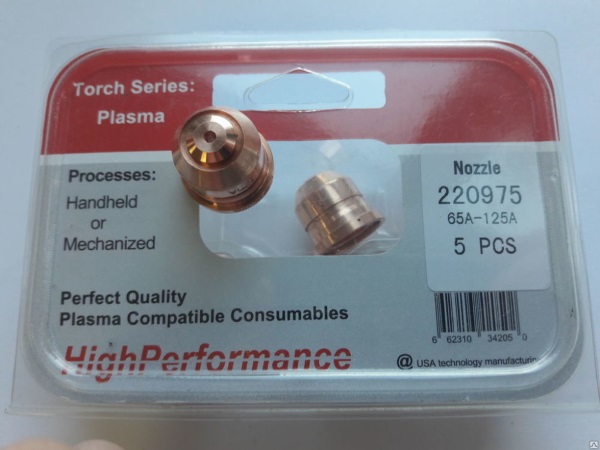 Torch Series:
Plasma
Processes:
Handheld
or
Mechanized
Nozzle
220975
65A-125A
5 PCS
Perfect Quality
Plasma Compatible Consumables
HighPerformance
6 62310 34205 0
@ USA technology manufacturing